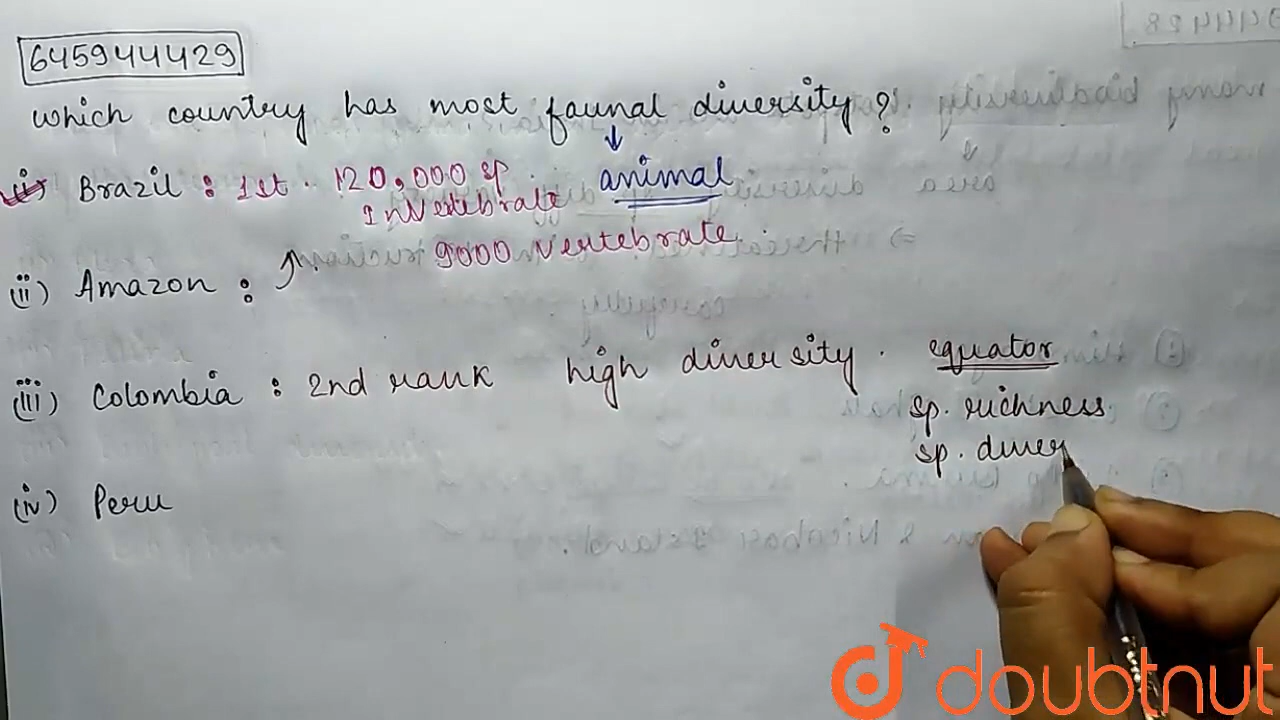 645944429
which country has most faunal diversity ?
animal
(i) Brazil : 1st . 120,000 sp
Invertebrate
9000 vertebrate.
(ii) Amazon :
(iii) Colombia : 2nd rank high diversity . equator
sp. richness
sp. diver
(iv) Peru
doubtnut